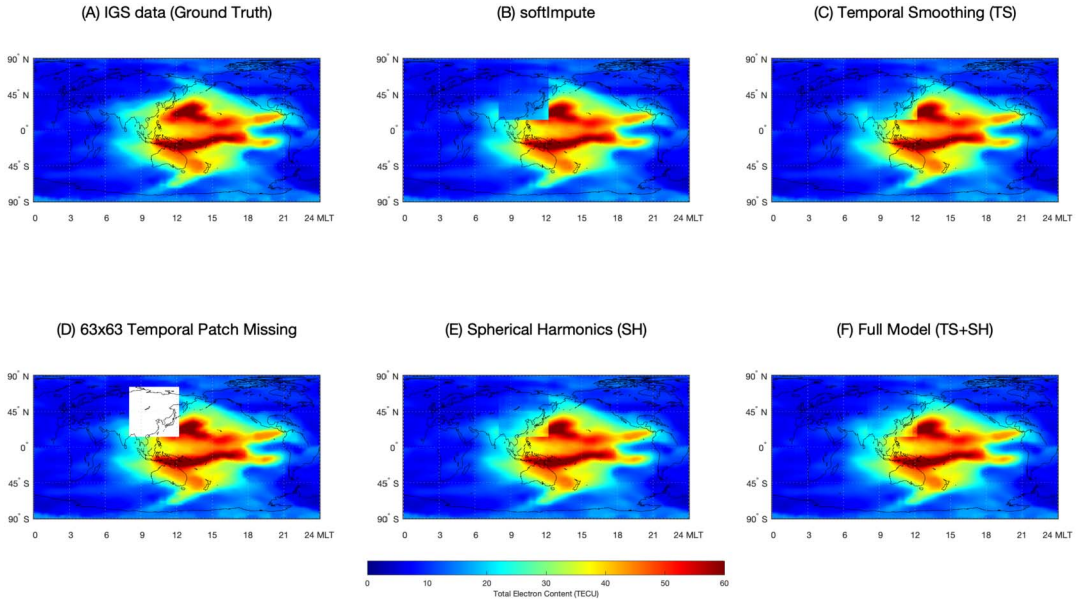 (A) IGS data (Ground Truth)
(B) softImpute
(C) Temporal Smoothing (TS)
90° N
45° N
0°
45° S
90° S
0 3 6 9 12 15 18 21 24 MLT
90° N
45° N
0°
45° S
90° S
0 3 6 9 12 15 18 21 24 MLT
90° N
45° N
0°
45° S
90° S
0 3 6 9 12 15 18 21 24 MLT
(D) 63x63 Temporal Patch Missing
(E) Spherical Harmonics (SH)
(F) Full Model (TS+SH)
90° N
45° N
0°
45° S
90° S
0 3 6 9 12 15 18 21 24 MLT
90° N
45° N
0°
45° S
90° S
0 3 6 9 12 15 18 21 24 MLT
90° N
45° N
0°
45° S
90° S
0 3 6 9 12 15 18 21 24 MLT
0 10 20 30 40 50 60
Total Electron Content (TECU)